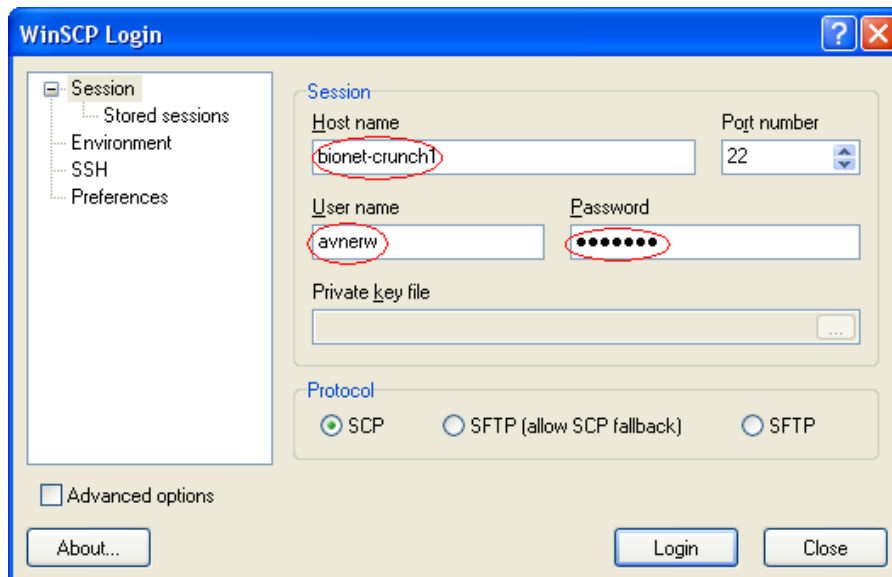 WinSCP Login
Session
Stored sessions
Environment
SSH
Preferences
Session
Host name
Port number
bionet-crunch1
22
User name
Password
avnerw
●●●●●●●
Private key file
...
Protocol
SCP SFTP (allow SCP fallback) SFTP
Advanced options
About... Login Close